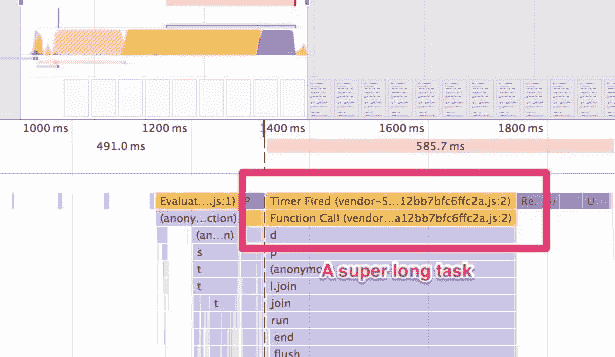 1000 ms 1200 ms 1400 ms 1600 ms 1800 ms
491.0 ms 585.7 ms
Evaluat....js:1) P Timer Fired (vendor-S...12bb7bfc6ffc2a.js:2) Re...
(anony...ction) Function Call (vendor...a12bb7bfc6ffc2a.js:2)
(an...n) d
s p
t (anonymo
A super long task
t l.join
t join
run
end
flush